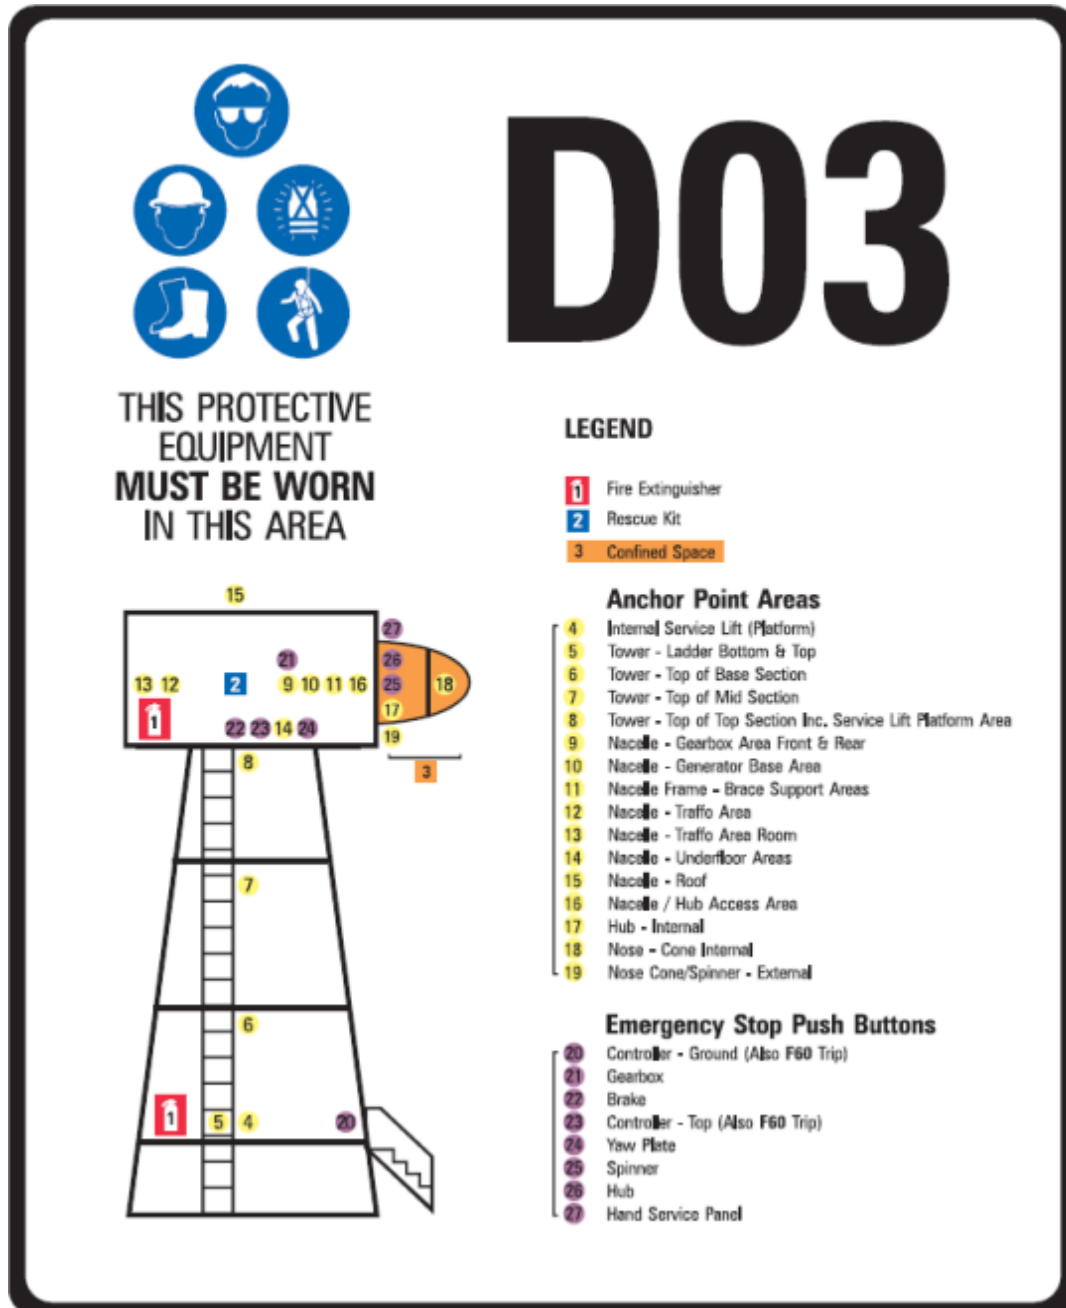 D03
THIS PROTECTIVE
EQUIPMENT
MUST BE WORN
IN THIS AREA
LEGEND
1 Fire Extinguisher
2 Rescue Kit
3 Confined Space
Anchor Point Areas
4 Internal Service Lift (Platform)
5 Tower - Ladder Bottom & Top
6 Tower - Top of Base Section
7 Tower - Top of Mid Section
8 Tower - Top of Top Section Inc. Service Lift Platform Area
9 Nacelle - Gearbox Area Front & Rear
10 Nacelle - Generator Base Area
11 Nacelle Frame - Brace Support Areas
12 Nacelle - Traffo Area
13 Nacelle - Traffo Area Room
14 Nacelle - Underfloor Areas
15 Nacelle - Roof
16 Nacelle / Hub Access Area
17 Hub - Internal
18 Nose - Cone Internal
19 Nose Cone/Spinner - External
Emergency Stop Push Buttons
20 Controller - Ground (Also F60 Trip)
21 Gearbox
22 Brake
23 Controller - Top (Also F60 Trip)
24 Yaw Plate
25 Spinner
26 Hub
27 Hand Service Panel
15
27
21 26
13 12 2 9 10 11 16 25 18
17
1 22 23 14 24 19
8 3
7
6
1 5 4 20